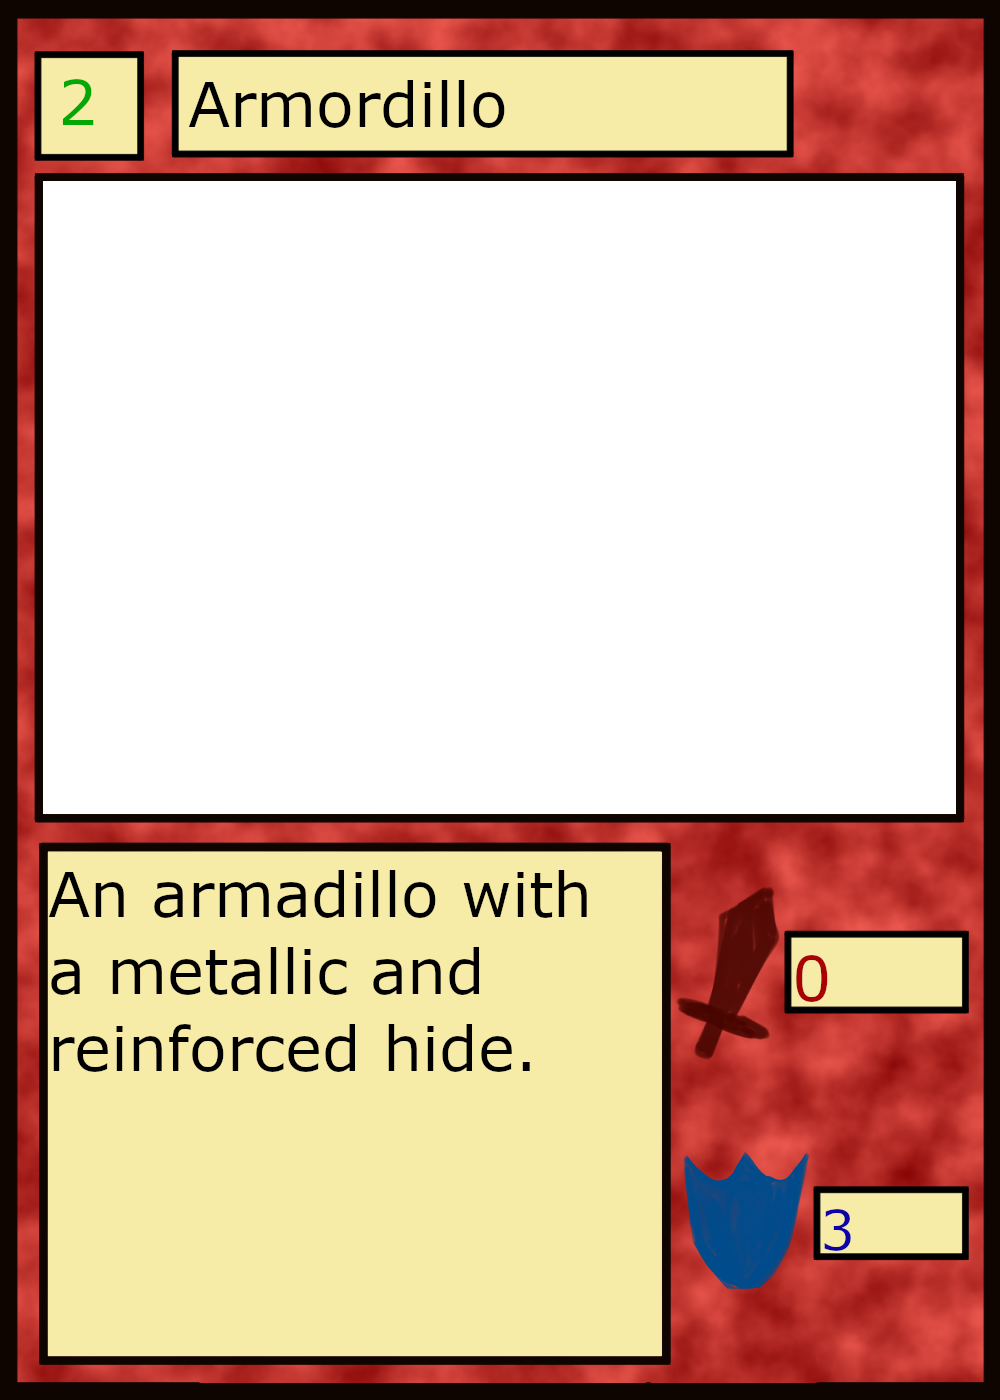 2
Armordillo
An armadillo with
a metallic and
reinforced hide.
0
3